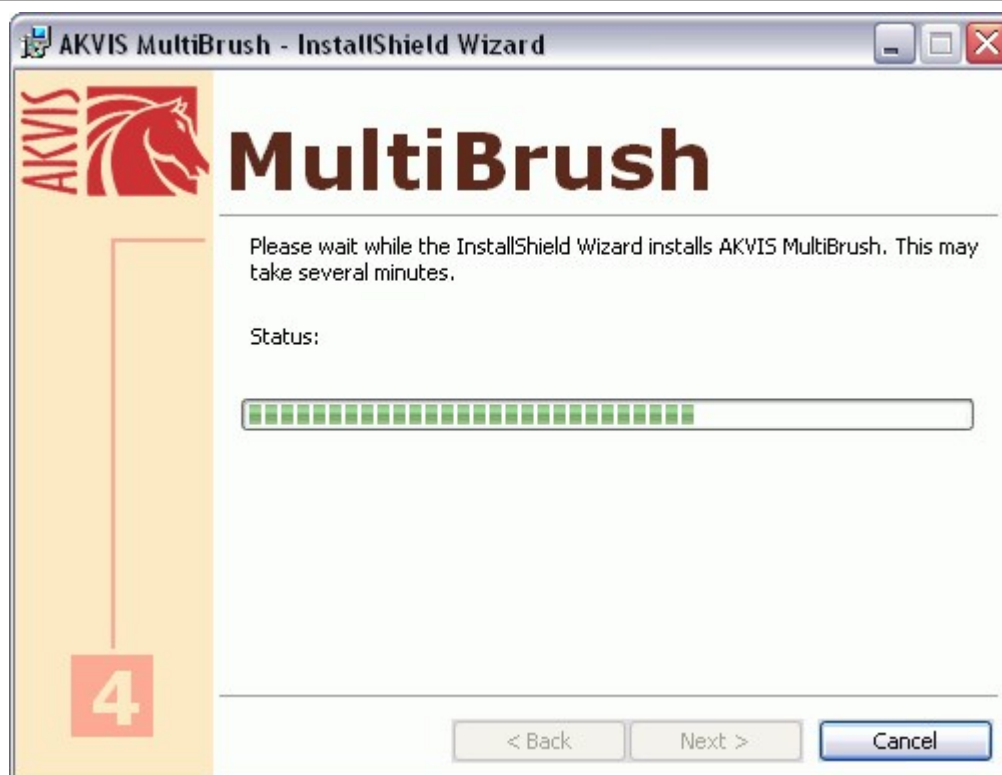 AKVIS MultiBrush - InstallShield Wizard
AKVIS
MultiBrush
Please wait while the InstallShield Wizard installs AKVIS MultiBrush. This may
take several minutes.
Status:
4
< Back
Next >
Cancel